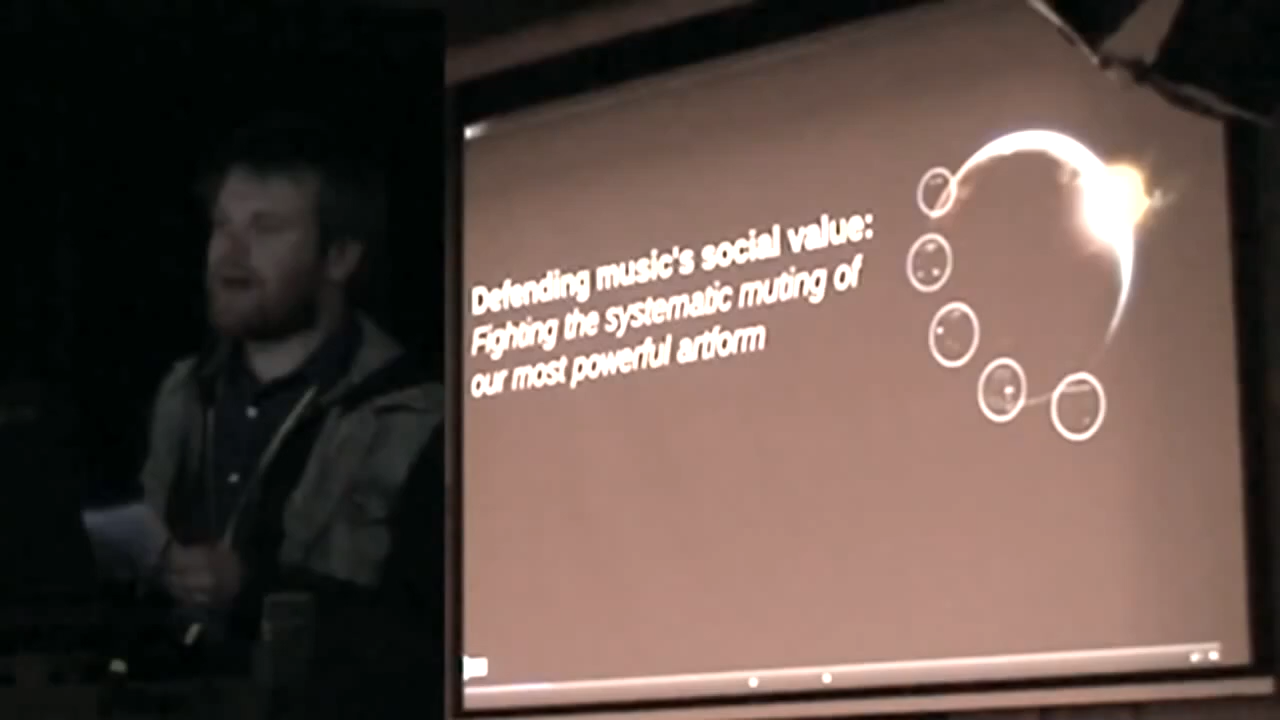 Defending music's social value:
Fighting the systematic muting of
our most powerful artform